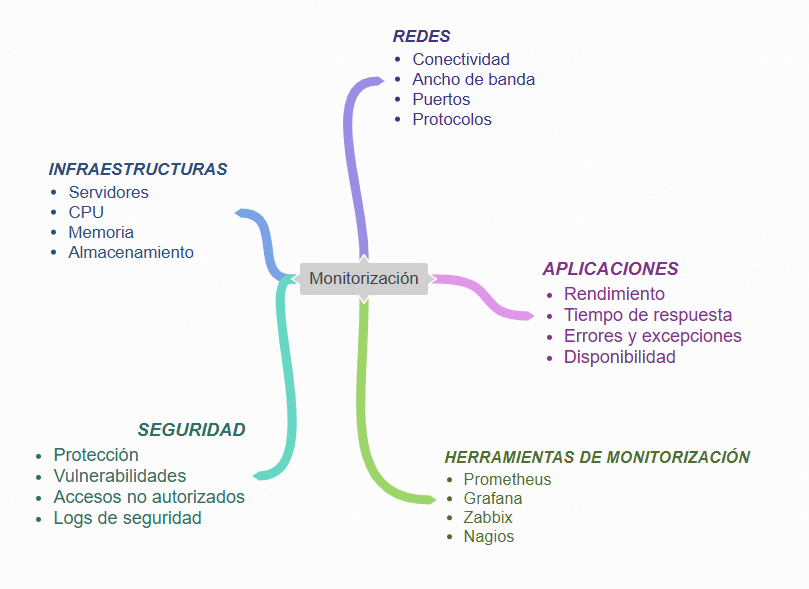 REDES
• Conectividad
• Ancho de banda
• Puertos
• Protocolos
INFRAESTRUCTURAS
• Servidores
• CPU
• Memoria
• Almacenamiento
Monitorización
APLICACIONES
• Rendimiento
• Tiempo de respuesta
• Errores y excepciones
• Disponibilidad
SEGURIDAD
• Protección
• Vulnerabilidades
• Accesos no autorizados
• Logs de seguridad
HERRAMIENTAS DE MONITORIZACIÓN
• Prometheus
• Grafana
• Zabbix
• Nagios